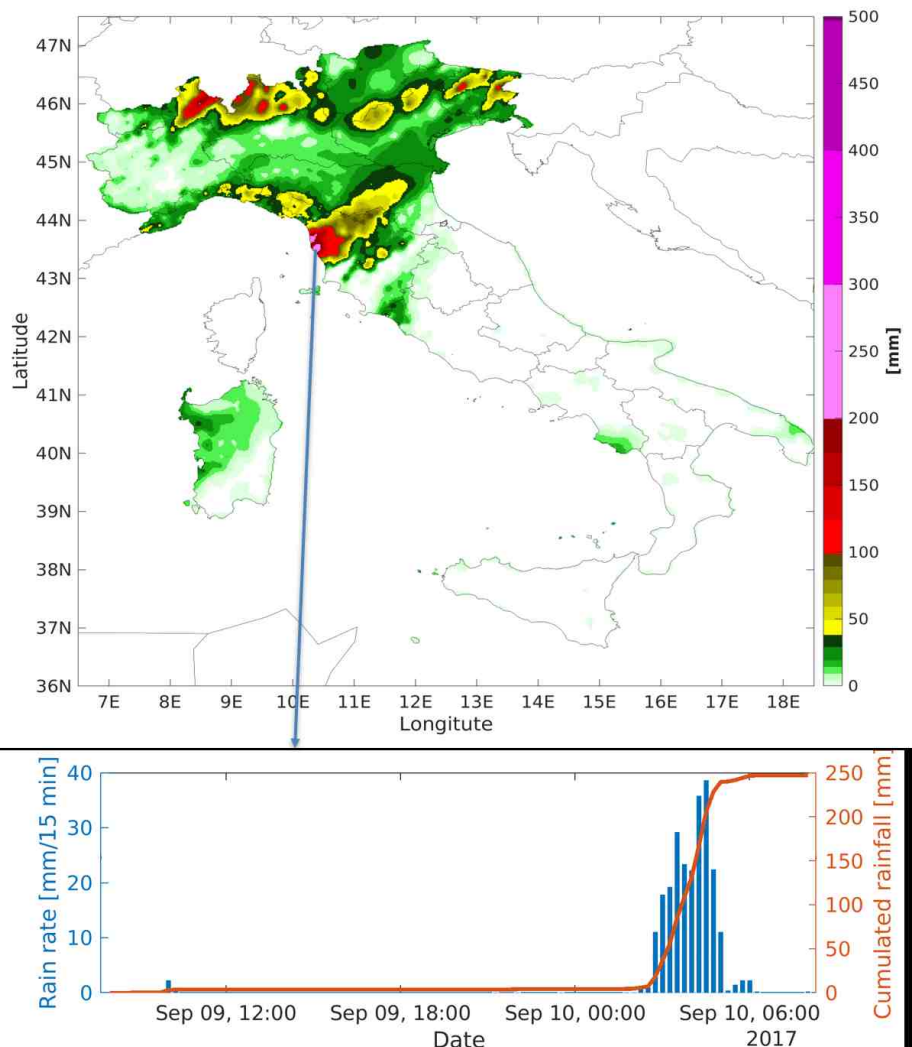 47N
46N
45N
44N
43N
42N
41N
40N
39N
38N
37N
36N
Latitude
7E 8E 9E 10E 11E 12E 13E 14E 15E 16E 17E 18E
Longitute
500
450
400
350
300
250
200
150
100
50
0
[mm]
Rain rate [mm/15 min]
40
30
20
10
0
250
200
150
100
50
0
Cumulated rainfall [mm]
Sep 09, 12:00 Sep 09, 18:00 Sep 10, 00:00 Sep 10, 06:00
Date 2017